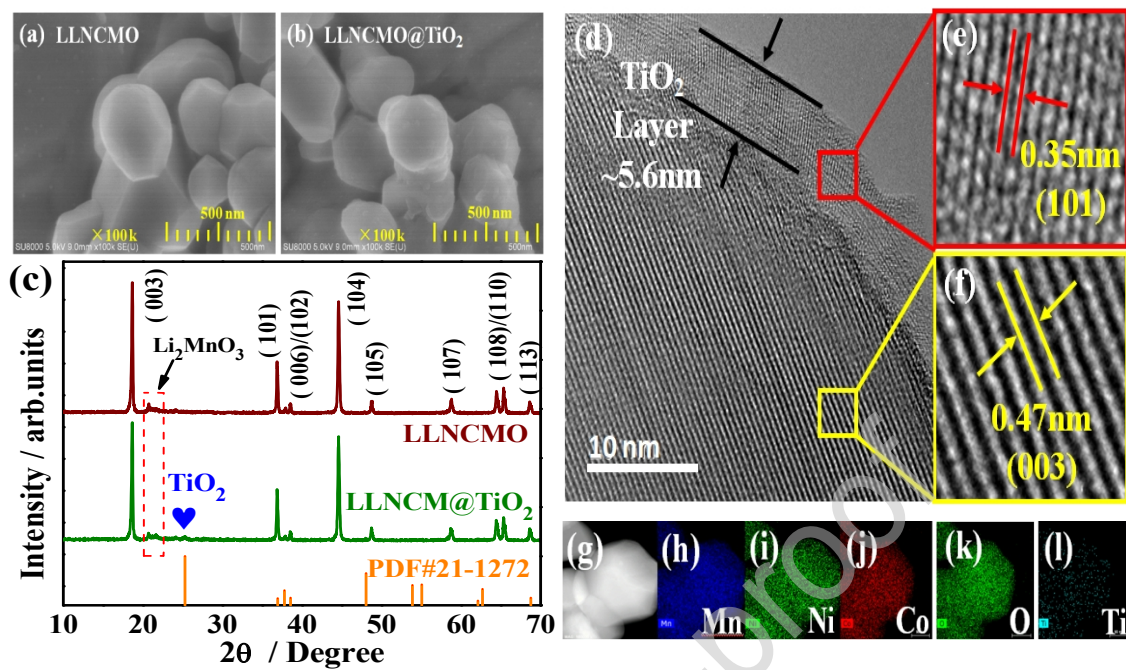 (a) LLNCMO
500 nm
×100k
SU8000 5.0kV 9.0mm x100k SE(U)
500nm
(b) LLNCMO@TiO2
500 nm
×100k
SU8000 5.0kV 9.0mm x100k SE(U)
500nm
(c)
Intensity / arb.units
(003)
Li2MnO3
(101)
(006)/(102)
(104)
(105)
(107)
(108)/(110)
(113)
LLNCMO
TiO2
LLNCM@TiO2
PDF#21-1272
10 20 30 40 50 60 70
2θ / Degree
(d)
TiO2
Layer
~5.6nm
10 nm
(e)
0.35nm
(101)
(f)
0.47nm
(003)
(g)
(h)
Mn
(i)
Ni
(j)
Co
(k)
O
(l)
Ti
proof